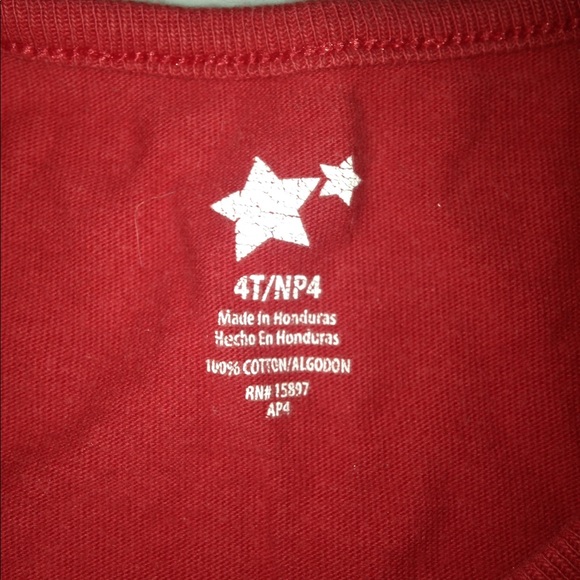 4T/NP4
Made In Honduras
Hecho En Honduras
100% COTTON/ALGODON
RN# 15897
AP4